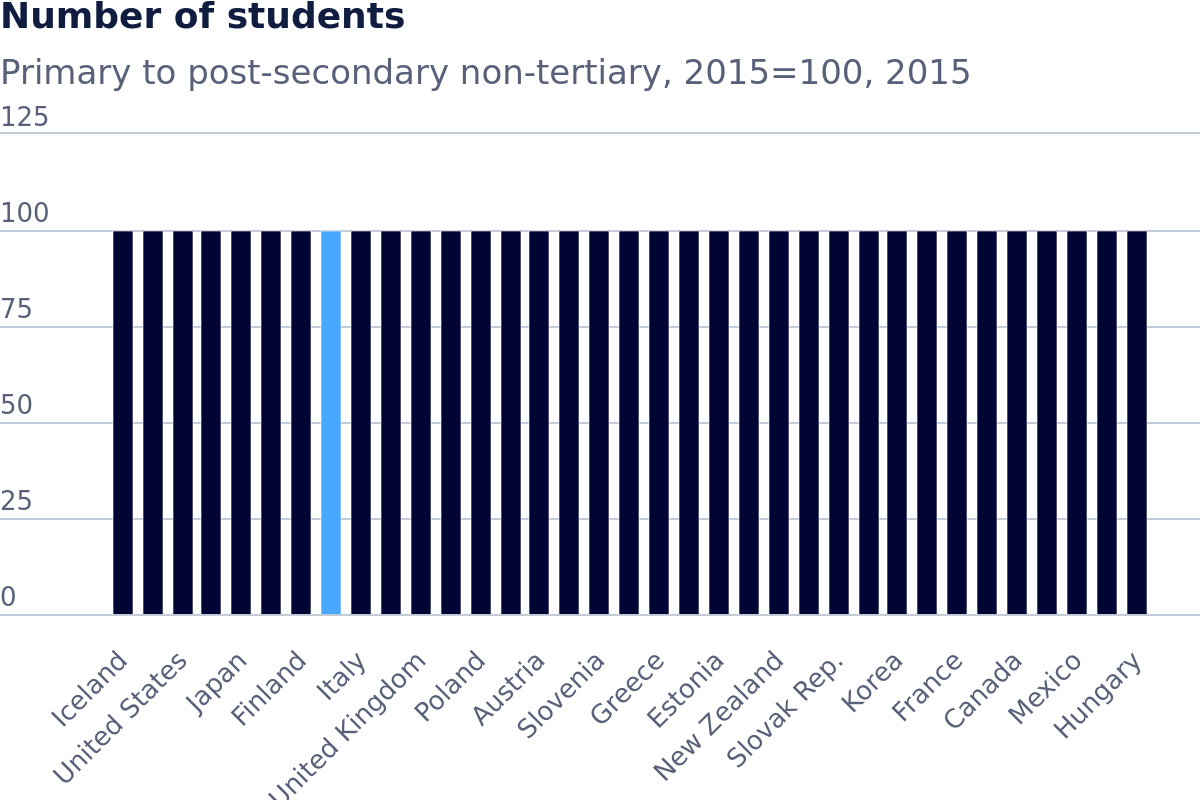 Number of students
Primary to post-secondary non-tertiary, 2015=100, 2015
125
100
75
50
25
0
Iceland
United States
Japan
Finland
Italy
United Kingdom
Poland
Austria
Slovenia
Greece
Estonia
New Zealand
Slovak Rep.
Korea
France
Canada
Mexico
Hungary